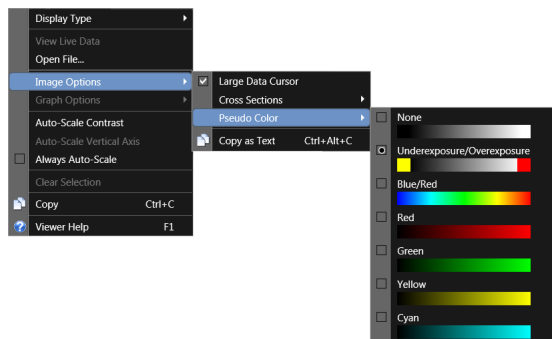 Display Type
View Live Data
Open File...
Image Options
Graph Options
Auto-Scale Contrast
Auto-Scale Vertical Axis
Always Auto-Scale
Clear Selection
Copy Ctrl+C
Viewer Help F1
Large Data Cursor
Cross Sections
Pseudo Color
Copy as Text Ctrl+Alt+C
None
Underexposure/Overexposure
Blue/Red
Red
Green
Yellow
Cyan